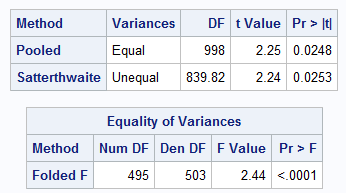 Method Variances DF t Value Pr > |t|
Pooled Equal 998 2.25 0.0248
Satterthwaite Unequal 839.82 2.24 0.0253
Equality of Variances
Method Num DF Den DF F Value Pr > F
Folded F 495 503 2.44 <.0001